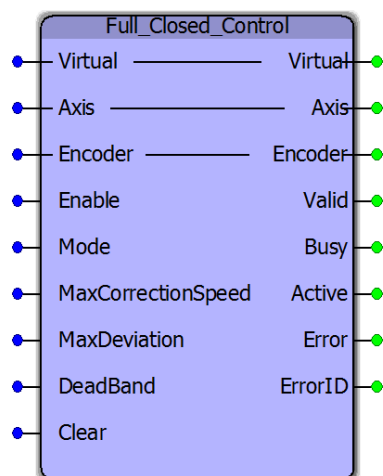 Full_Closed_Control
Virtual Virtual
Axis Axis
Encoder Encoder
Enable Valid
Mode Busy
MaxCorrectionSpeed Active
MaxDeviation Error
DeadBand ErrorID
Clear